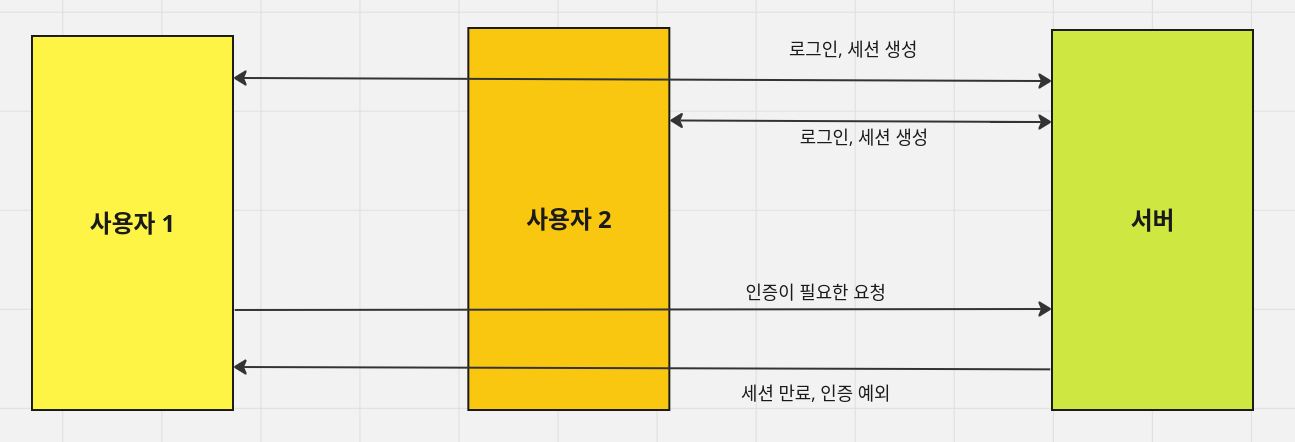 로그인, 세션 생성
로그인, 세션 생성
사용자 1
사용자 2
서버
인증이 필요한 요청
세션 만료, 인증 예외